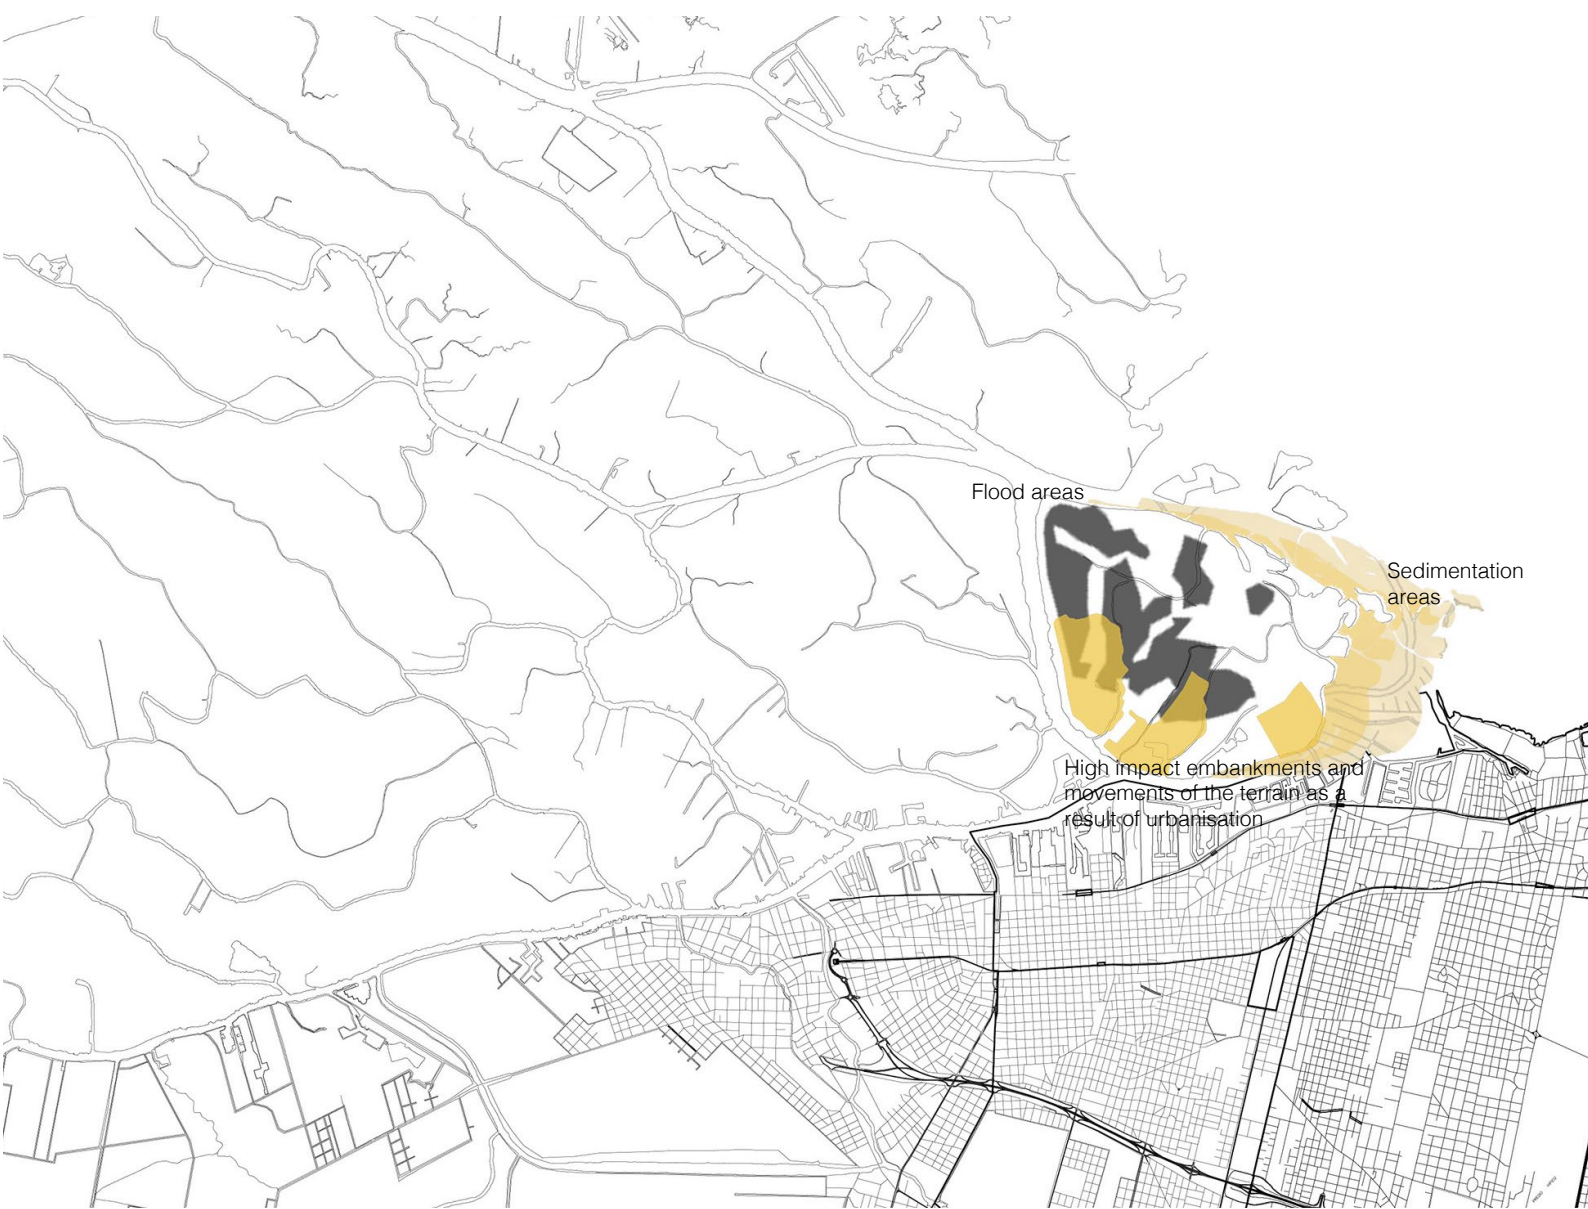 Flood areas
Sedimentation
areas
High impact embankments and
movements of the terrain as a
result of urbanisation